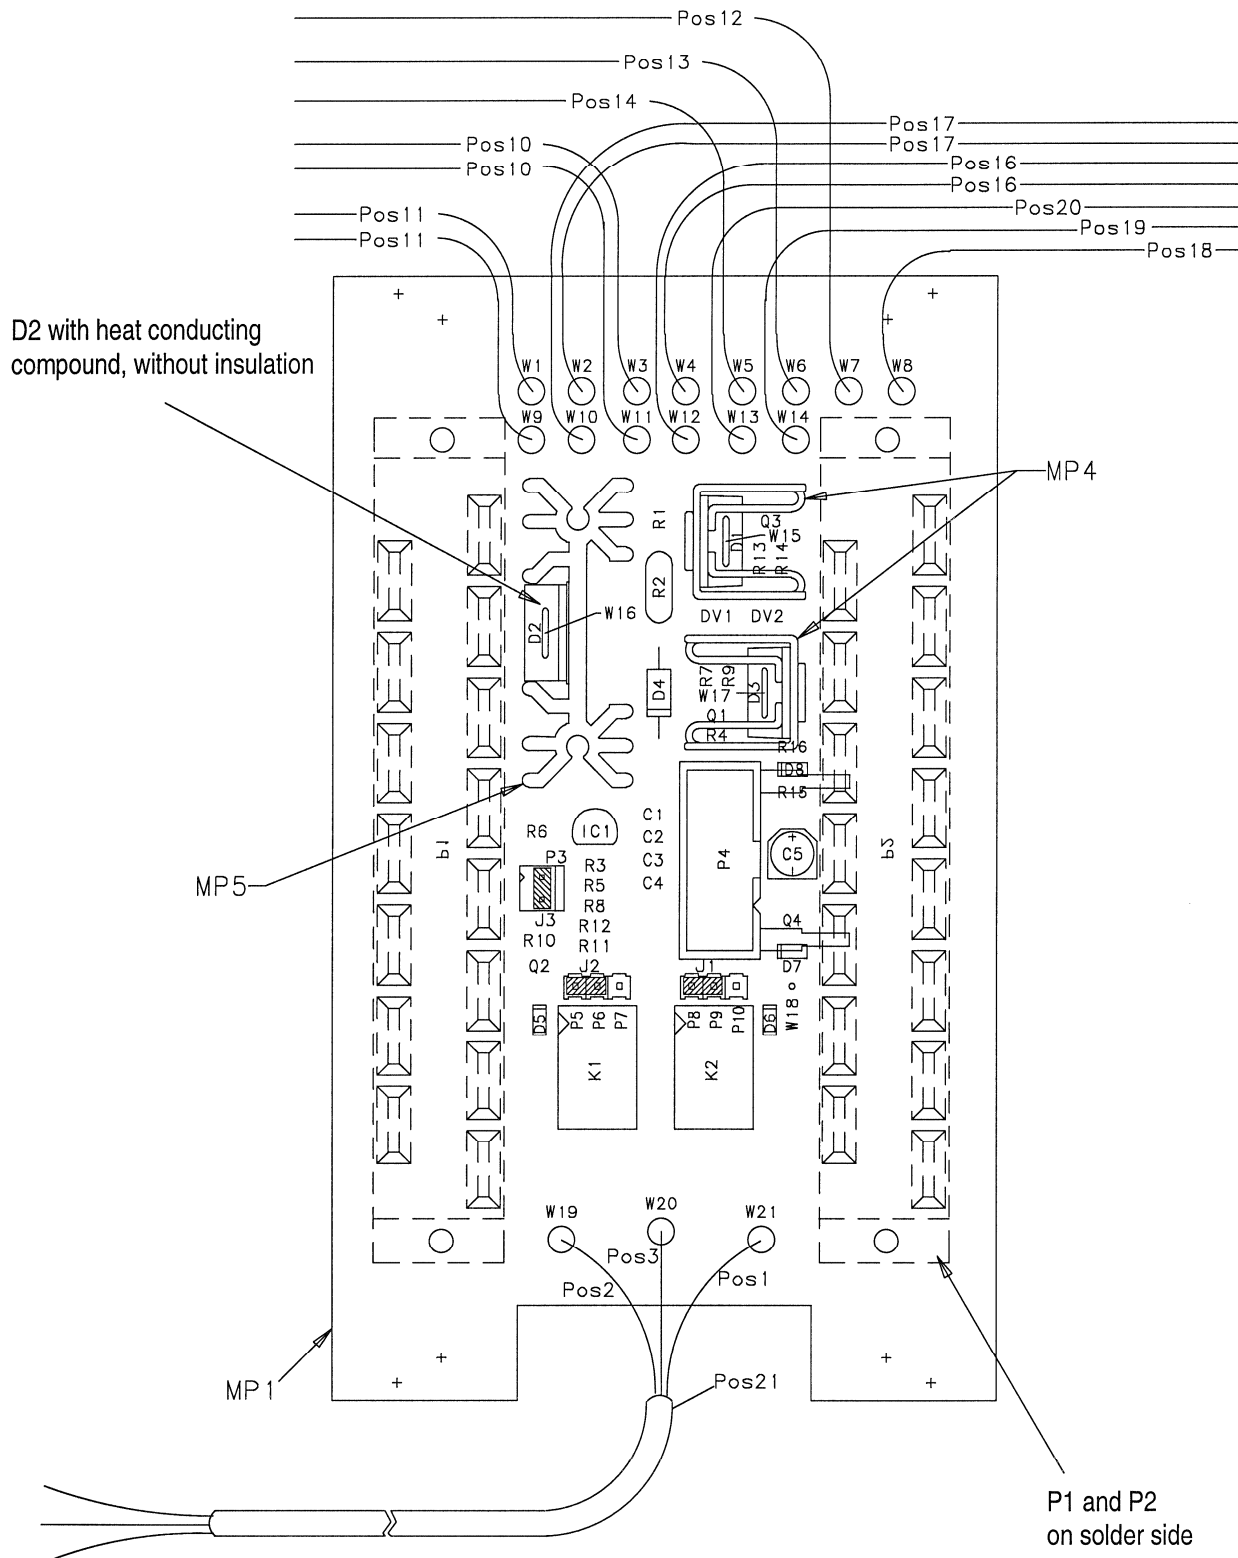 Pos12
Pos13
Pos14
Pos17
Pos10
Pos17
Pos10
Pos16
Pos16
Pos11
Pos20
Pos11
Pos19
Pos18
D2 with heat conducting
compound, without insulation
W1 W2 W3 W4 W5 W6 W7 W8
W9 W10 W11 W12 W13 W14
MP4
R1
Q3
D1
W15
R13
R14
R2
DV1 DV2
D2
W16
D4
R7
R9
W17
D3
Q1
R4
R16
D8
R15
MP5
R6
IC1
C1
C2
C3
C4
P4
C5
P1
P2
P3
R3
R5
R8
J3
R12
R10
R11
Q4
Q2
J2
J1
D7
D5
P5
P6
P7
P8
P9
P10
D6
W18
K1
K2
W19
W20
W21
Pos3
Pos2
Pos1
MP1
Pos21
P1 and P2
on solder side